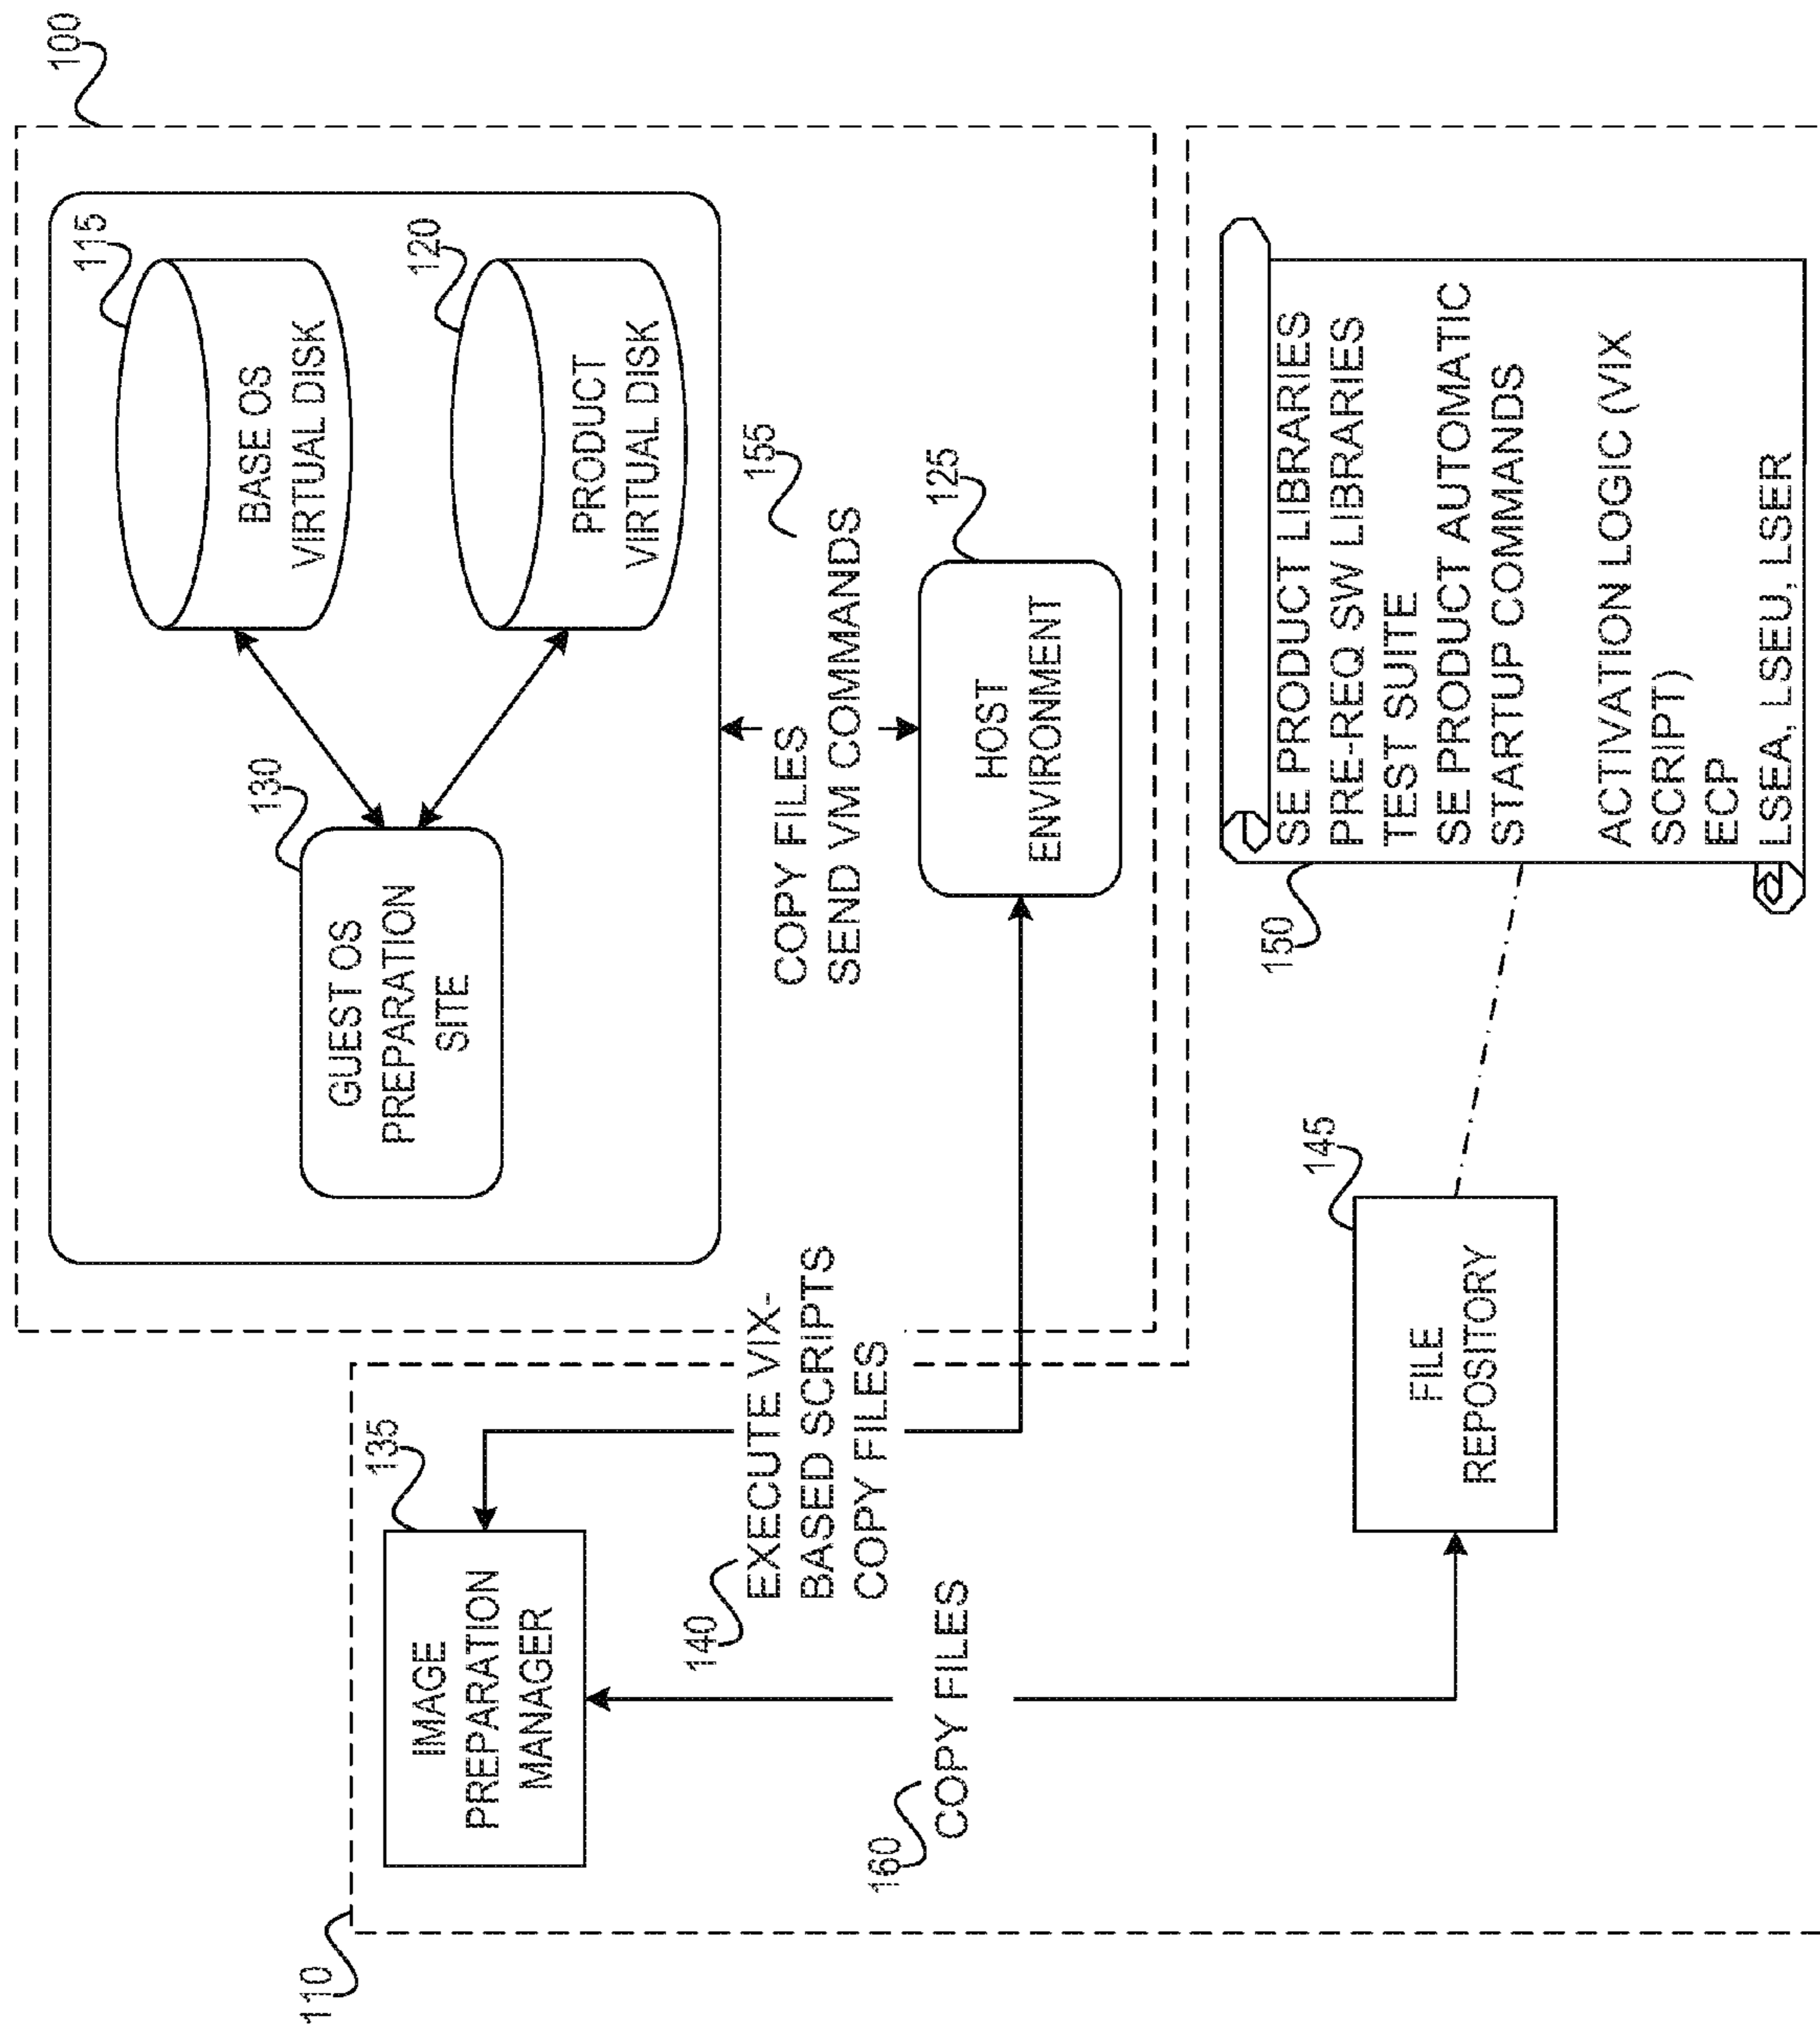 100
115
BASE OS
VIRTUAL DISK
120
PRODUCT
VIRTUAL DISK
130
GUEST OS
PREPARATION
SITE
COPY FILES
SEND VM COMMANDS
155
125
HOST
ENVIRONMENT
110
135
IMAGE
PREPARATION
MANAGER
140
EXECUTE VIX-
BASED SCRIPTS
COPY FILES
160
COPY FILES
145
FILE
REPOSITORY
150
SE PRODUCT LIBRARIES
PRE-REQ SW LIBRARIES
TEST SUITE
SE PRODUCT AUTOMATIC
STARTUP COMMANDS
ACTIVATION LOGIC (VIX
SCRIPT)
ECP
LSEA, LSEU, LSER